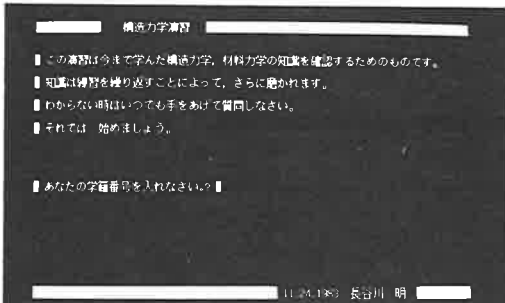 構造力学演習
この演習は今まで学んだ構造力学，材料力学の知識を確認するためのものです。
知識は練習を繰り返すことによって，さらに磨かれます。
わからない時はいつでも手をあげて質問しなさい。
それでは 始めましょう。
あなたの学籍番号を入れなさい。?
11.24.1983 長谷川 明